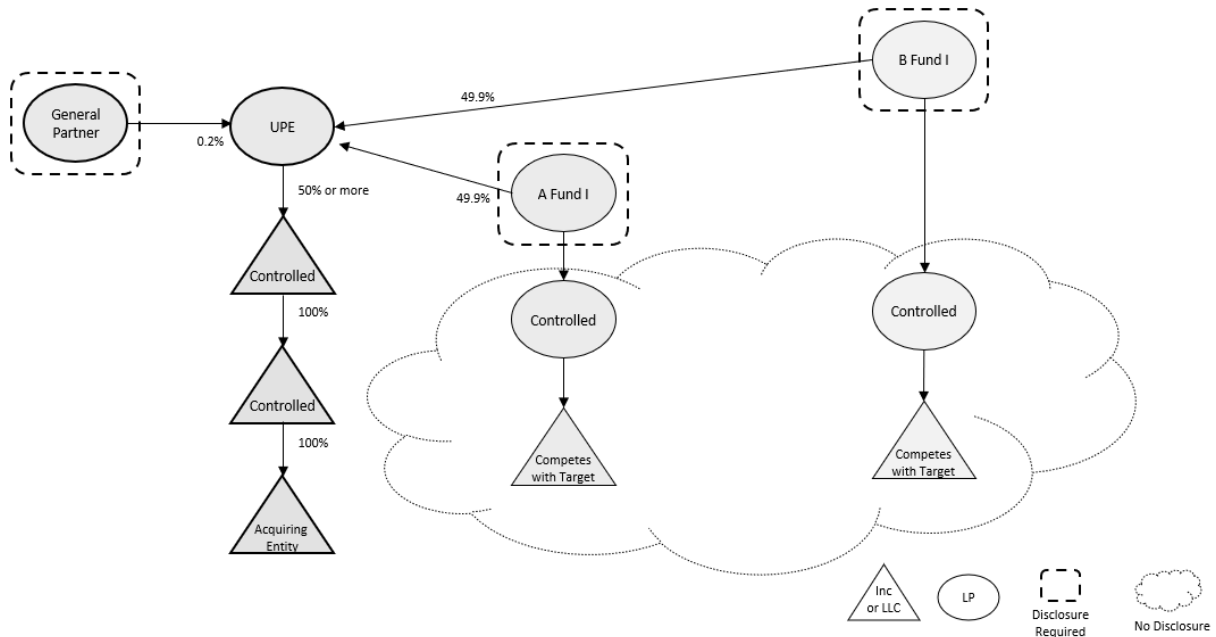 B Fund I
49.9%
General
Partner
0.2%
UPE
A Fund I
49.9%
50% or more
Controlled
100%
Controlled
100%
Acquiring
Entity
Controlled
Competes
with Target
Controlled
Competes
with Target
Inc
or LLC
LP
Disclosure
Required
No Disclosure